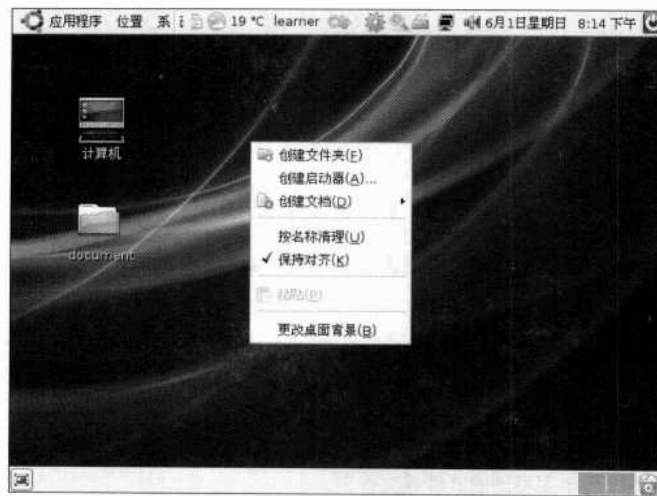 应用程序 位置 系 19 °C learner 6月1日星期日 8:14 下午
计算机
document
创建文件夹(F)
创建启动器(A)...
创建文档(D)
按名称清理(U)
保持对齐(K)
粘贴(P)
更改桌面背景(B)